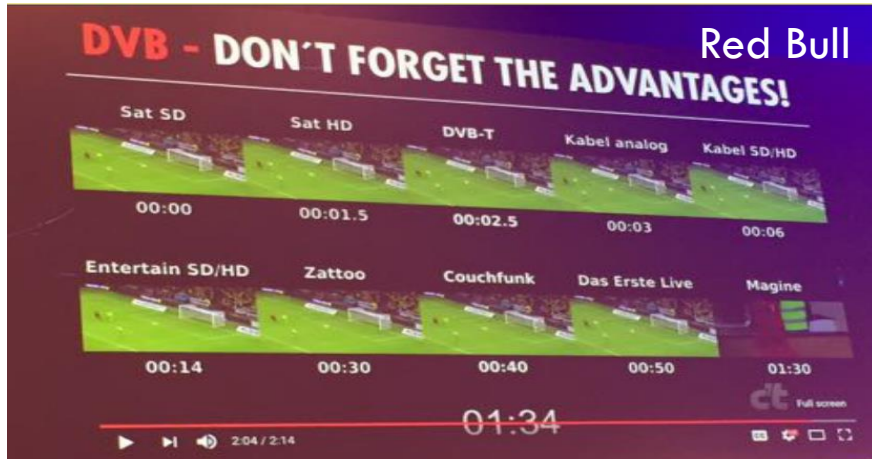 Red Bull
DVB - DON´T FORGET THE ADVANTAGES!
Sat SD Sat HD DVB-T Kabel analog Kabel SD/HD
00:00 00:01.5 00:02.5 00:03 00:06
Entertain SD/HD Zattoo Couchfunk Das Erste Live Magine
00:14 00:30 00:40 00:50 01:30
c't Full screen
01:34
2:04 / 2:14